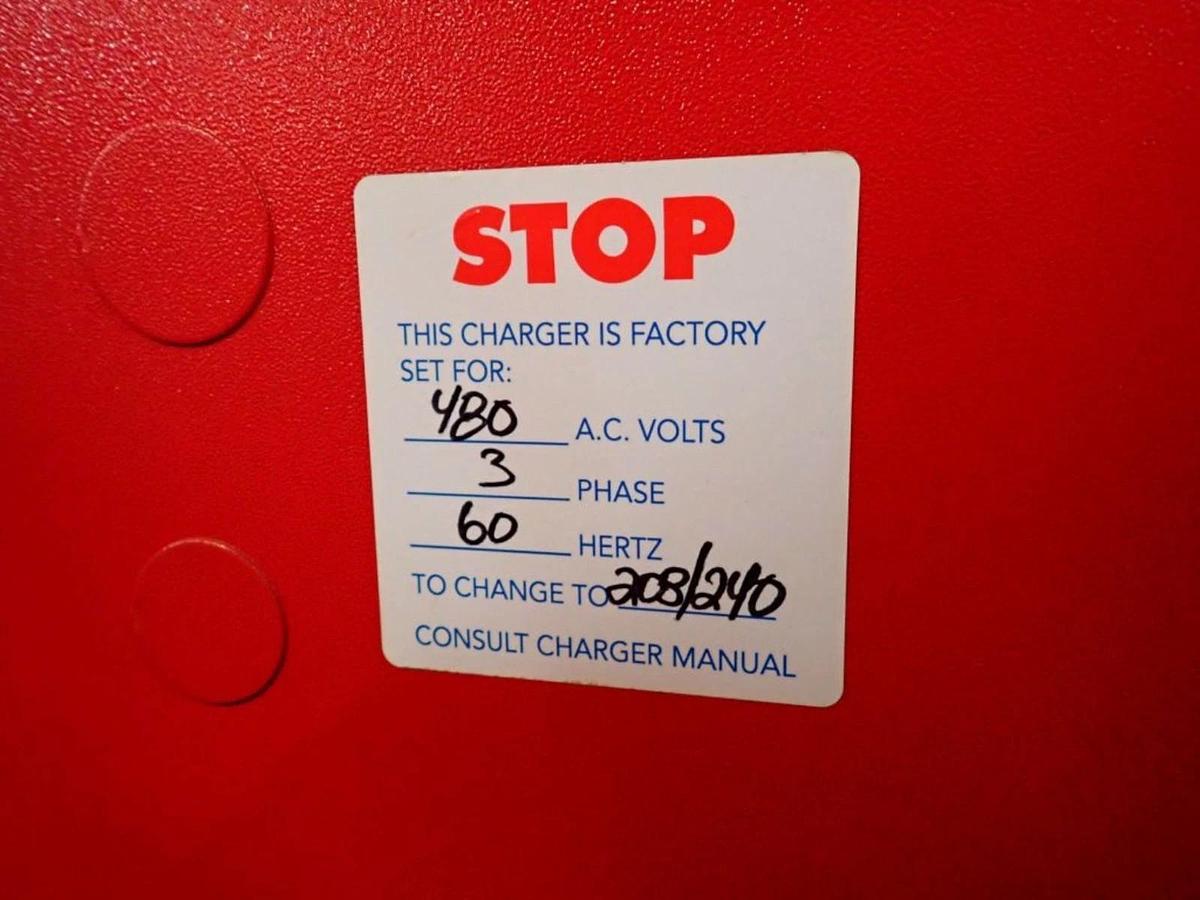 STOP
THIS CHARGER IS FACTORY
SET FOR:
480 A.C. VOLTS
3 PHASE
60 HERTZ
TO CHANGE TO 208/240
CONSULT CHARGER MANUAL